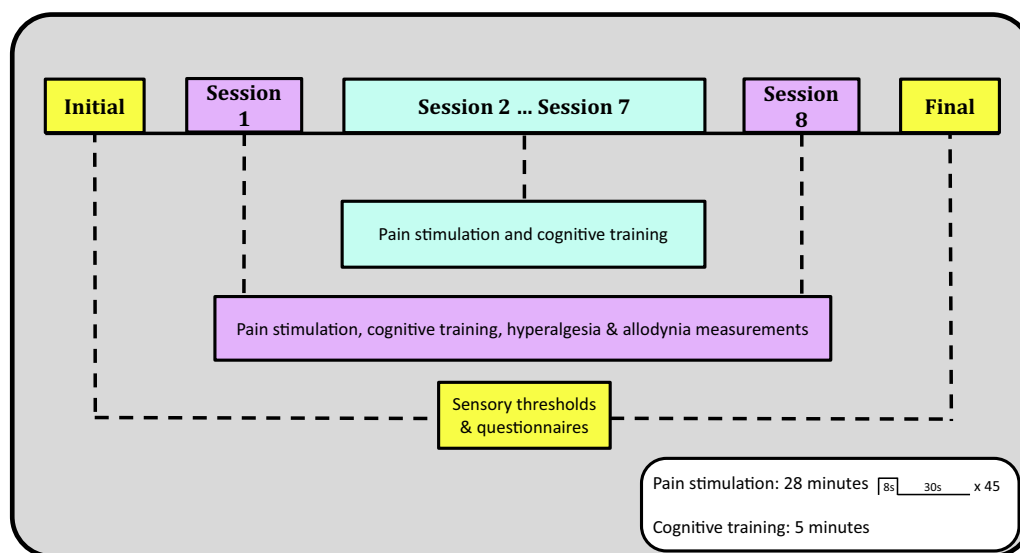 Initial
Session
1
Session 2 ... Session 7
Session
8
Final
Pain stimulation and cognitive training
Pain stimulation, cognitive training, hyperalgesia & allodynia measurements
Sensory thresholds
& questionnaires
Pain stimulation: 28 minutes 8s 30s x 45
Cognitive training: 5 minutes